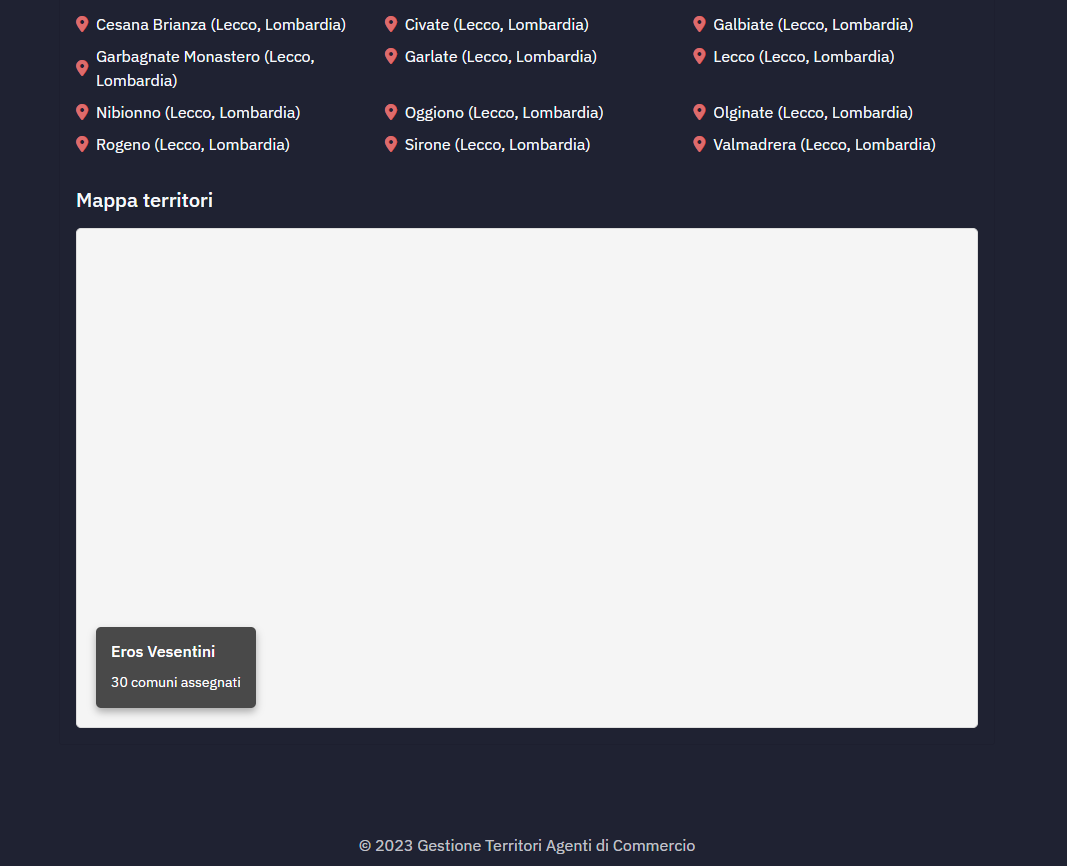 Cesana Brianza (Lecco, Lombardia)
Civate (Lecco, Lombardia)
Galbiate (Lecco, Lombardia)
Garbagnate Monastero (Lecco,
Lombardia)
Garlate (Lecco, Lombardia)
Lecco (Lecco, Lombardia)
Nibionno (Lecco, Lombardia)
Oggiono (Lecco, Lombardia)
Olginate (Lecco, Lombardia)
Rogeno (Lecco, Lombardia)
Sirone (Lecco, Lombardia)
Valmadrera (Lecco, Lombardia)
Mappa territori
Eros Vesentini
30 comuni assegnati
© 2023 Gestione Territori Agenti di Commercio